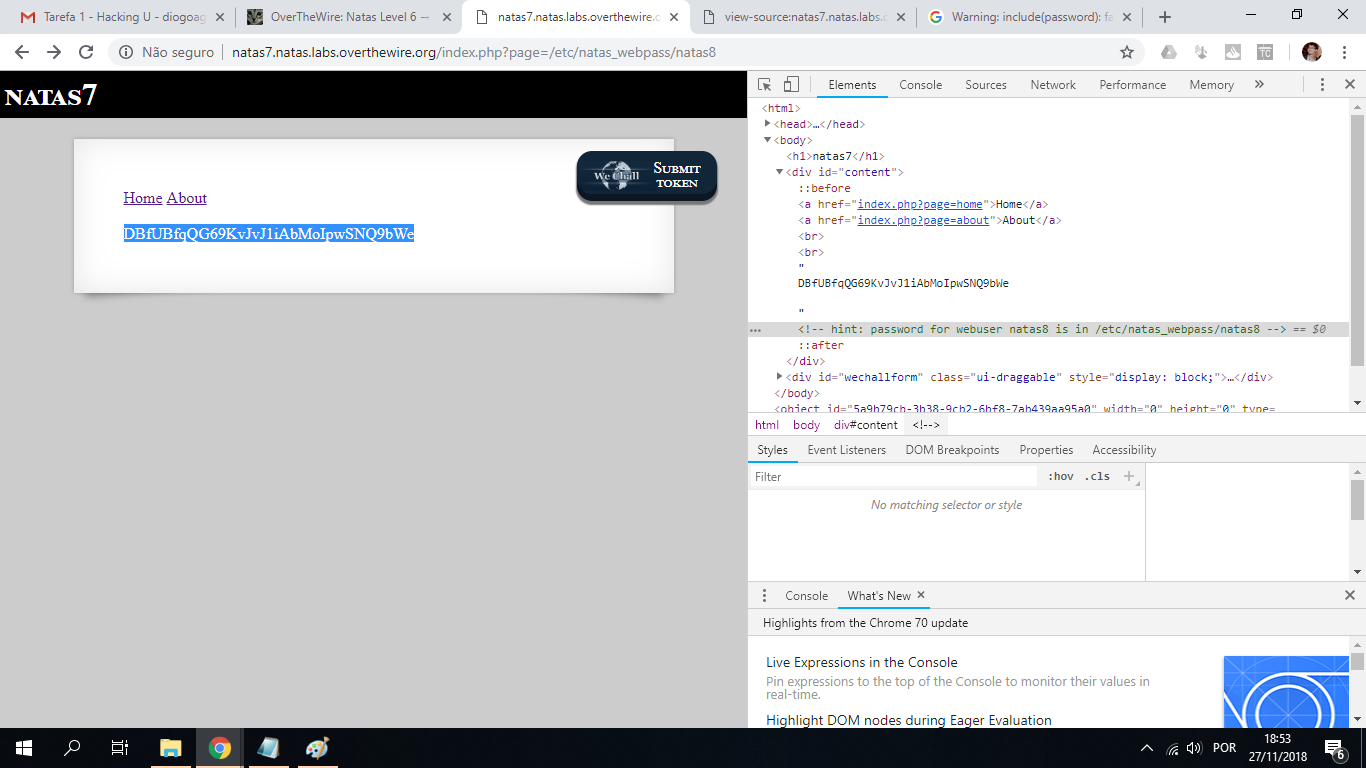 Tarefa 1 - Hacking U - diogoag
OverTheWire: Natas Level 6 —
natas7.natas.labs.overthewire.o
view-source:natas7.natas.labs.o
Warning: include(password): fa
Não seguro
natas7.natas.labs.overthewire.org/index.php?page=/etc/natas_webpass/natas8
TC
NATAS7
We Chall
SUBMIT TOKEN
Home About
DBfUBfqQG69KvJvJ1iAbMoIpwSNQ9bWe
Elements Console Sources Network Performance Memory »
<html>
<head>…</head>
<body>
<h1>natas7</h1>
<div id="content">
::before
<a href="index.php?page=home">Home</a>
<a href="index.php?page=about">About</a>
<br>
<br>
"
DBfUBfqQG69KvJvJ1iAbMoIpwSNQ9bWe
"
… <!-- hint: password for webuser natas8 is in /etc/natas_webpass/natas8 --> == $0
::after
</div>
<div id="wechallform" class="ui-draggable" style="display: block;">…</div>
</body>
<object id="5a9b79cb-3b38-9cb2-6bf8-7ab439aa95a0" width="0" height="0" type=
html body div#content <!-->
Styles Event Listeners DOM Breakpoints Properties Accessibility
Filter :hov .cls +
No matching selector or style
Console What's New
Highlights from the Chrome 70 update
Live Expressions in the Console
Pin expressions to the top of the Console to monitor their values in
real-time.
Highlight DOM nodes during Eager Evaluation
POR
18:53
27/11/2018
6